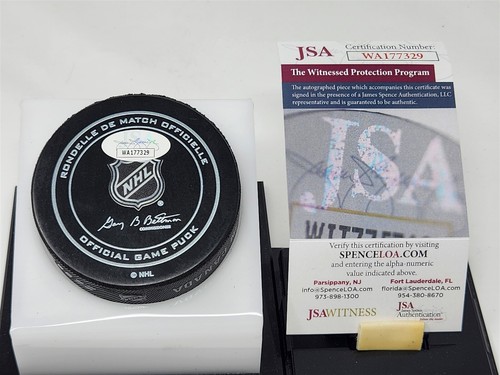 RONDELLE DE MATCH OFFICIELLE
WA177329
NHL
Gary B Bettman
OFFICIAL GAME PUCK
© NHL
CANADA
JSA
Certification Number:
WA177329
The Witnessed Protection Program
The autographed piece which accompanies this certificate was
signed in the presence of a James Spence Authentication, LLC
representative and is guaranteed to be authentic.
JSA
Verify this certification by visiting
SPENCELOA.COM
and entering the alpha-numeric
value indicated above.
Parsippany, NJ
info@SpenceLOA.com
973-898-1300
Fort Lauderdale, FL
florida@SpenceLOA.com
954-380-8670
JSAWITNESS
JSA
Authentication